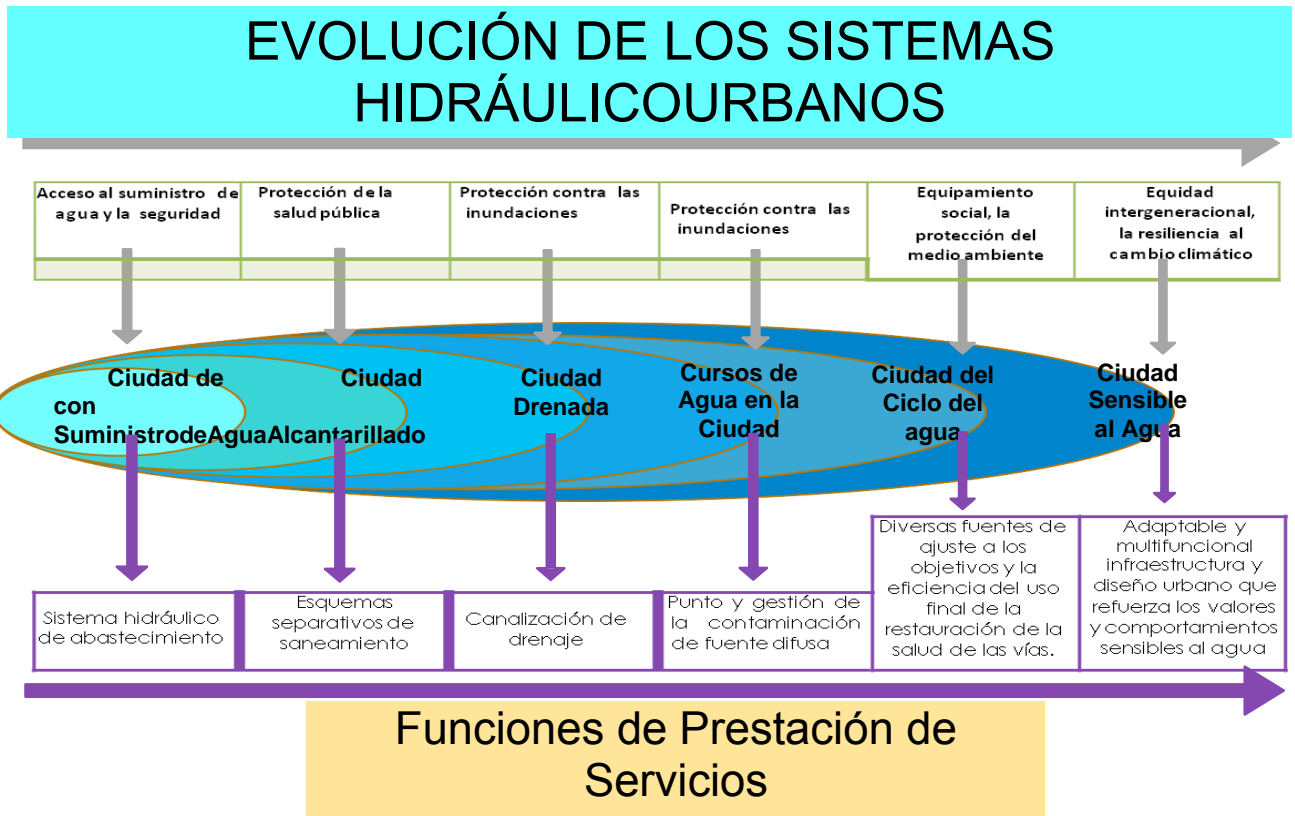 EVOLUCIÓN DE LOS SISTEMAS
HIDRÁULICOURBANOS
Acceso al suministro de
agua y la seguridad
Protección de la
salud pública
Protección contra las
inundaciones
Protección contra las
inundaciones
Equipamiento
social, la
protección del
medio ambiente
Equidad
intergeneracional,
la resiliencia al
cambio climático
Ciudad de
con
SuministrodeAguaAlcantarillado
Ciudad
Ciudad
Drenada
Cursos de
Agua en la
Ciudad
Ciudad del
Ciclo del
agua
Ciudad
Sensible
al Agua
Sistema hidráulico
de abastecimiento
Esquemas
separativos de
saneamiento
Canalización de
drenaje
Punto y gestión de
la contaminación
de fuente difusa
Diversas fuentes de
ajuste a los
objetivos y la
eficiencia del uso
final de la
restauración de la
salud de las vías.
Adaptable y
multifuncional
infraestructura y
diseño urbano que
refuerza los valores
y comportamientos
sensibles al agua
Funciones de Prestación de
Servicios